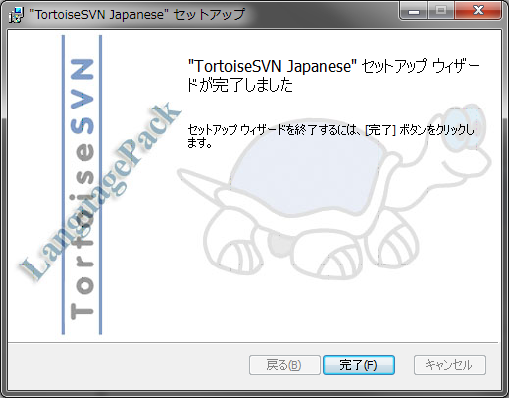 "TortoiseSVN Japanese" セットアップ
"TortoiseSVN Japanese" セットアップ ウィザー
ドが完了しました
セットアップ ウィザードを終了するには、[完了] ボタンをクリックし
ます。
TortoiseSVN
LanguagePack
戻る(B)
完了(F)
キャンセル